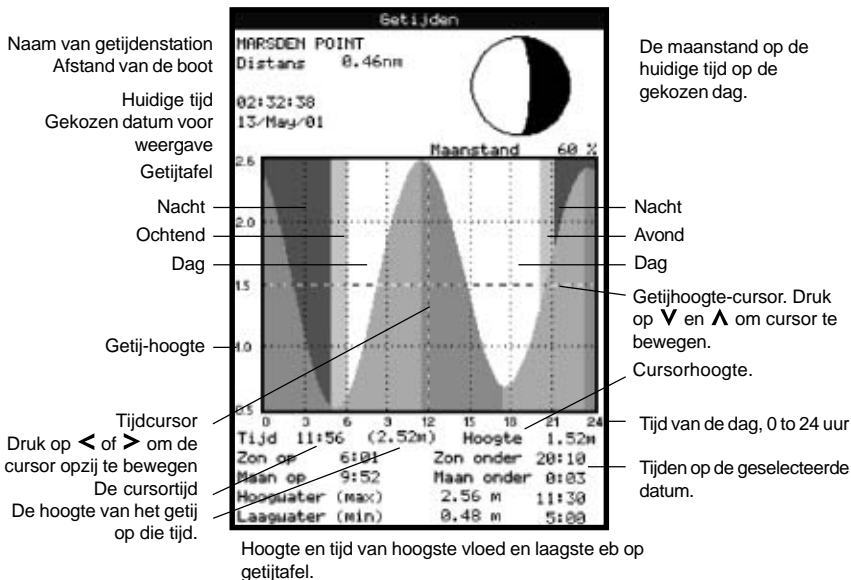 Getijden
Naam van getijdenstation
Afstand van de boot
Huidige tijd
Gekozen datum voor
weergave
Getijtafel
Nacht
Ochtend
Dag
Getij-hoogte
Tijdcursor
Druk op < of > om de
cursor opzij te bewegen
De cursortijd
De hoogte van het getij
op die tijd.
MARSDEN POINT
Distans 0.46nm
02:32:38
13/May/01
Maanstand 60 %
2.5
2.0
1.5
1.0
0.5
0 3 6 9 12 15 18 21 24
Tijd 11:56 (2.52m) Hoogte 1.52m
Zon op 6:01 Zon onder 20:10
Maan op 9:52 Maan onder 0:03
Hoogwater (max) 2.56 m 11:30
Laagwater (min) 0.48 m 5:00
De maanstand op de
huidige tijd op de
gekozen dag.
Nacht
Avond
Dag
Getijhoogte-cursor. Druk
op V en Λ om cursor te
bewegen.
Cursorhoogte.
Tijd van de dag, 0 to 24 uur
Tijden op de geselecteerde
datum.
Hoogte en tijd van hoogste vloed en laagste eb op
getijtafel.